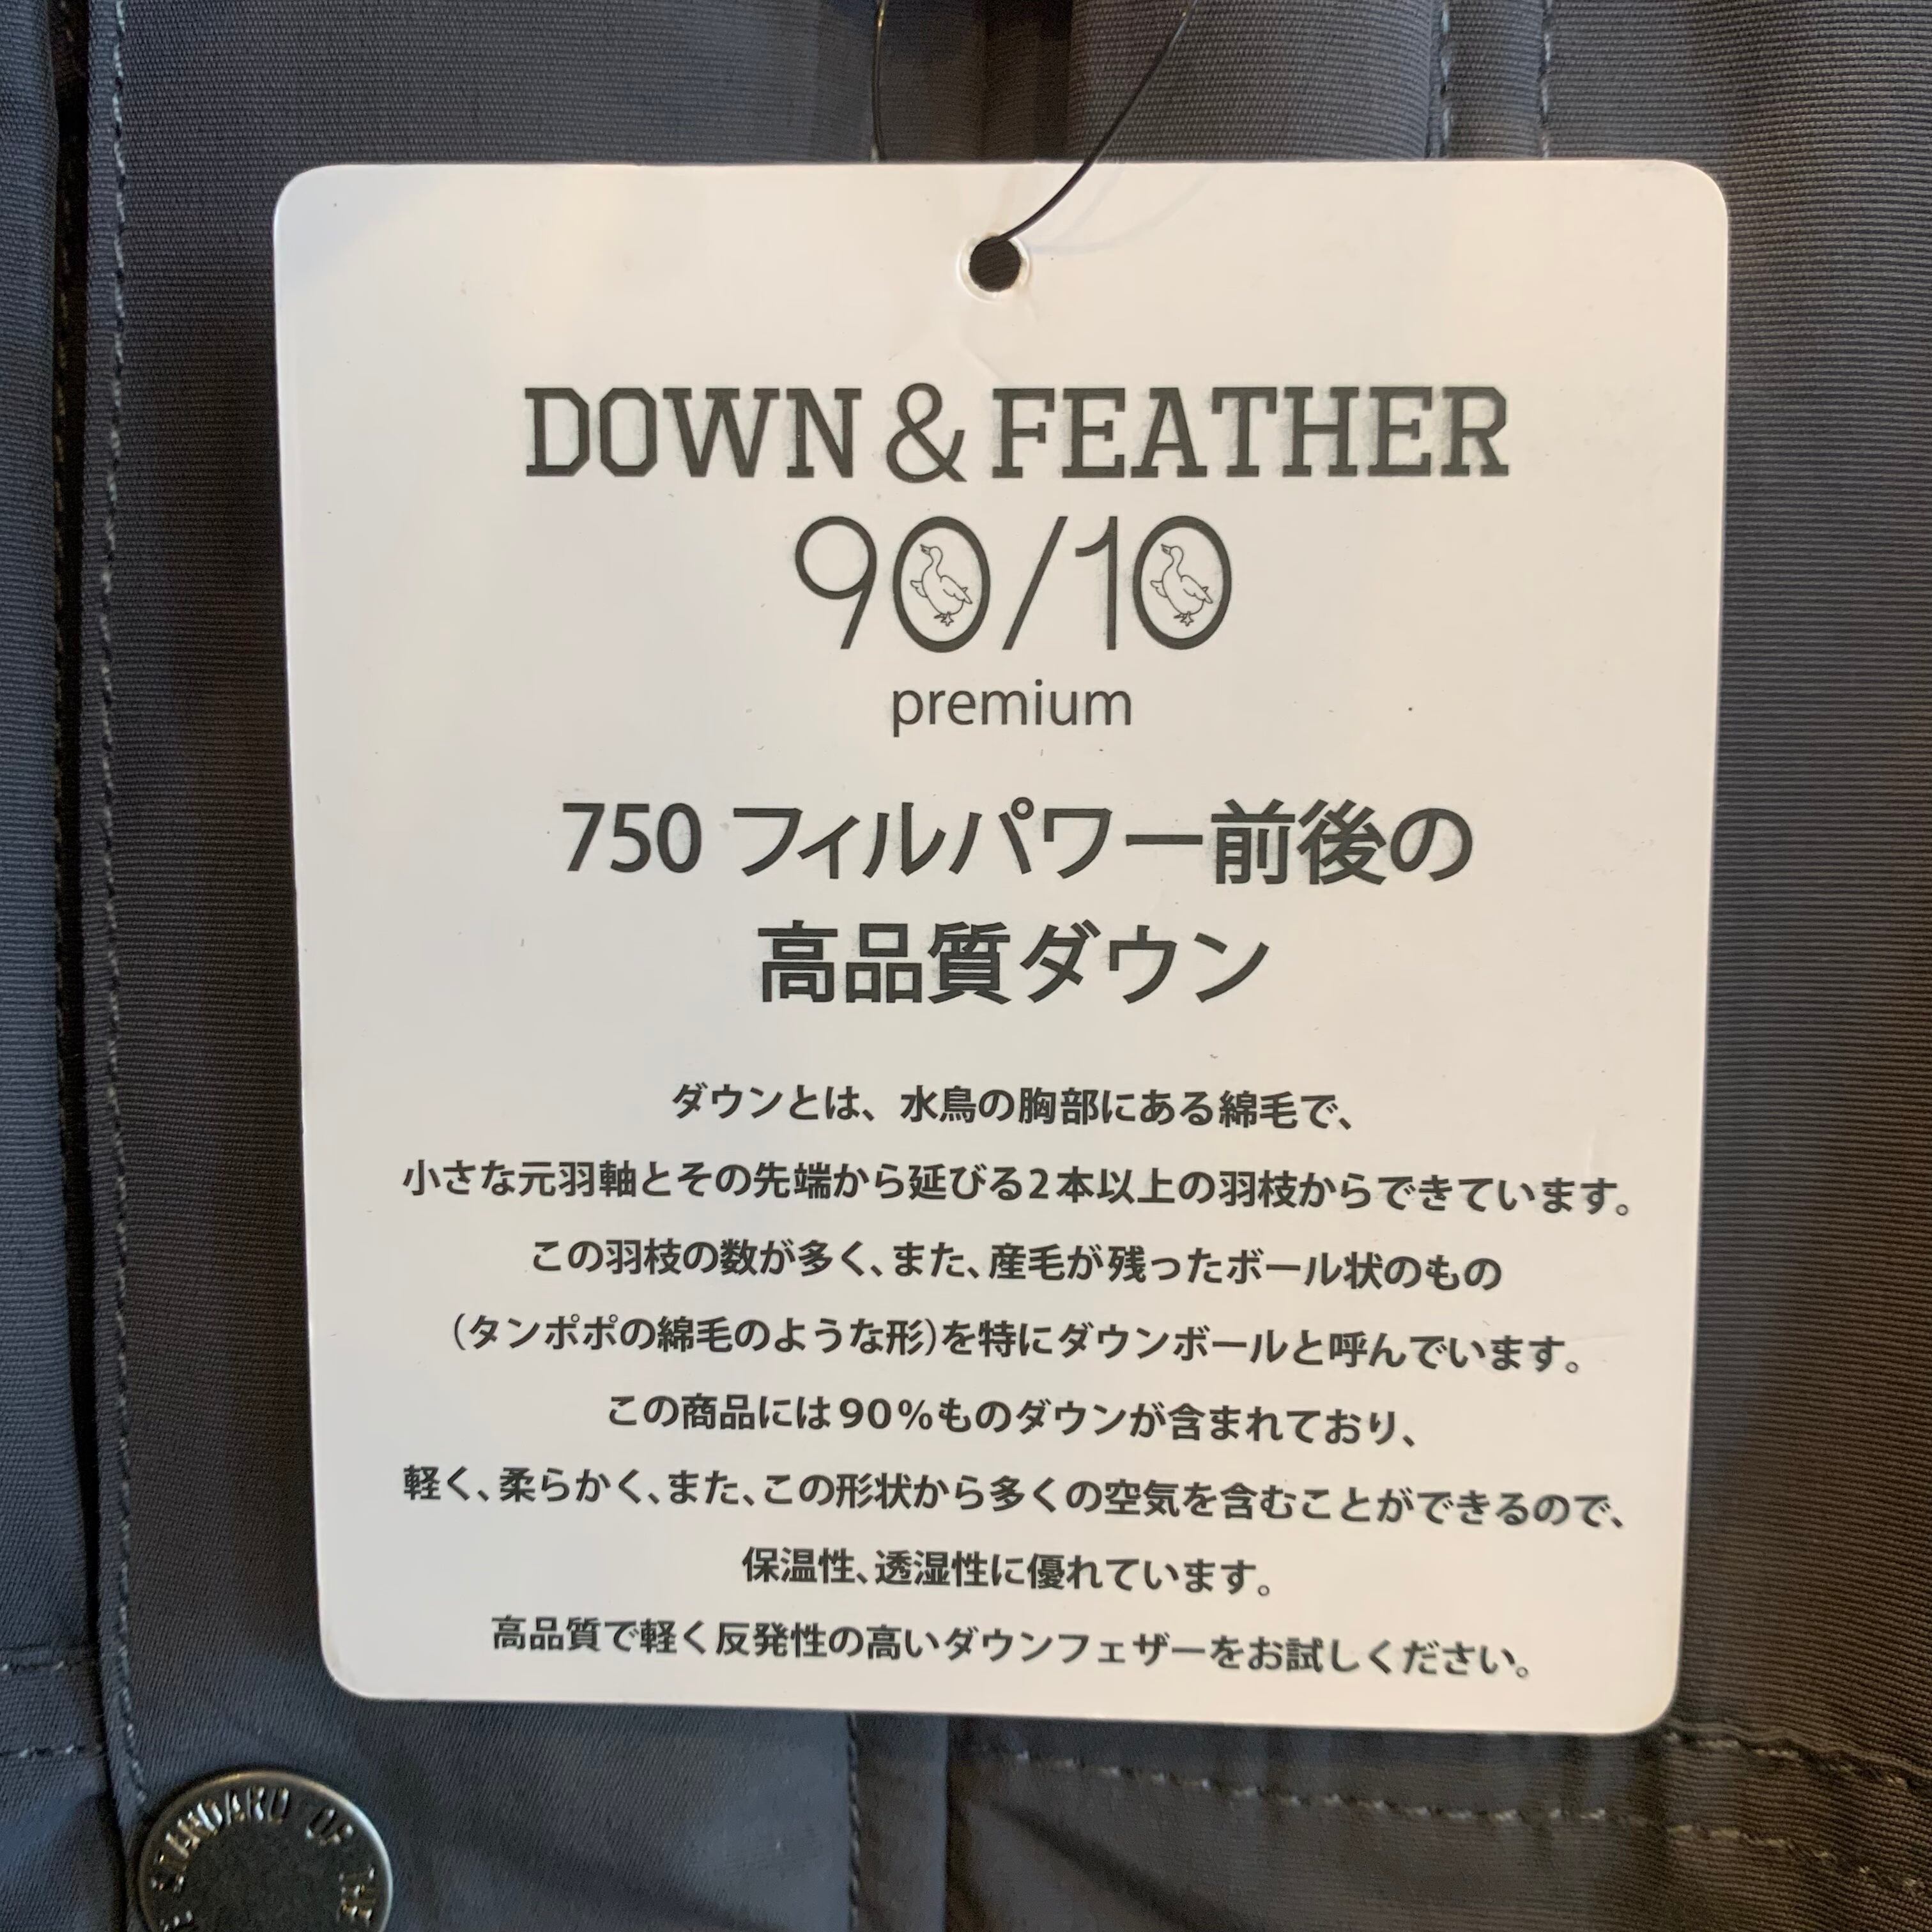 DOWN & FEATHER
90/10
premium
750 フィルパワー前後の
高品質ダウン
ダウンとは、水鳥の胸部にある綿毛で、
小さな元羽軸とその先端から延びる2本以上の羽枝からできています。
この羽枝の数が多く、また、産毛が残ったボール状のもの
（タンポポの綿毛のような形）を特にダウンボールと呼んでいます。
この商品には90%ものダウンが含まれており、
軽く、柔らかく、また、この形状から多くの空気を含むことができるので、
保温性、透湿性に優れています。
高品質で軽く反発性の高いダウンフェザーをお試しください。
STANDARD OF THE